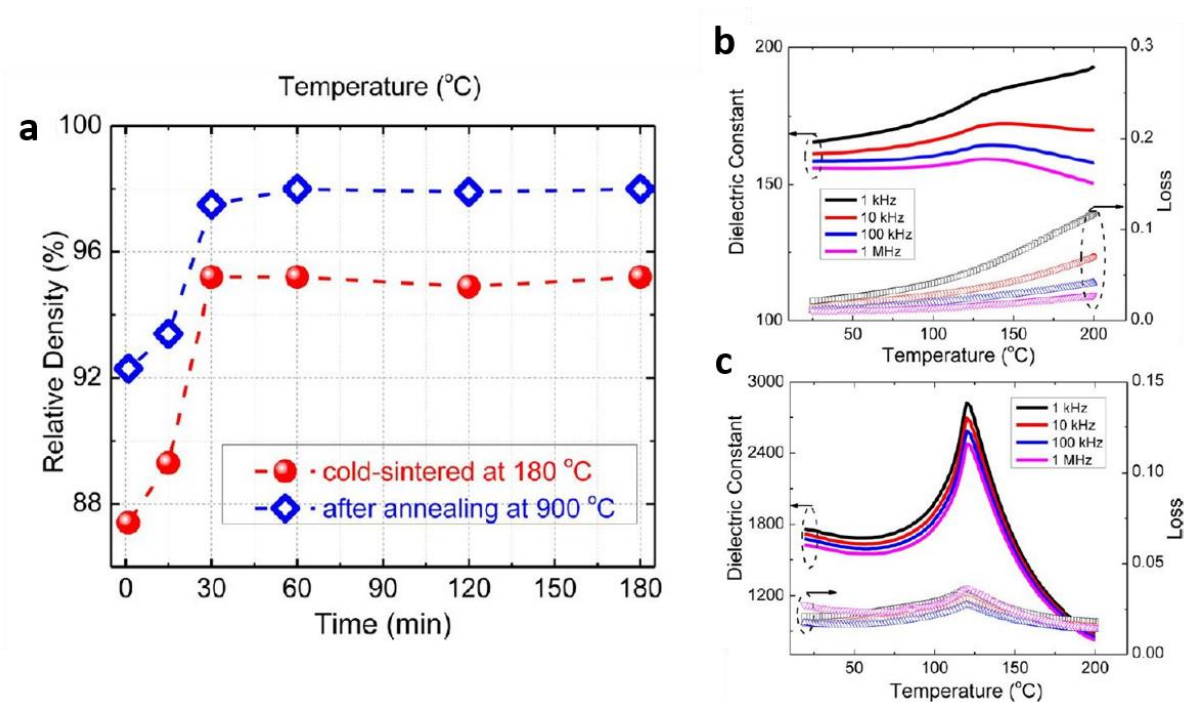 a
Temperature (°C)
100
96
92
88
Relative Density (%)
cold-sintered at 180 °C
after annealing at 900 °C
0 30 60 90 120 150 180
Time (min)
b
200
150
100
Dielectric Constant
0.3
0.2
0.1
0.0
Loss
1 kHz
10 kHz
100 kHz
1 MHz
50 100 150 200
Temperature (°C)
c
3000
2400
1800
1200
Dielectric Constant
0.15
0.10
0.05
0.00
Loss
1 kHz
10 kHz
100 kHz
1 MHz
50 100 150 200
Temperature (°C)